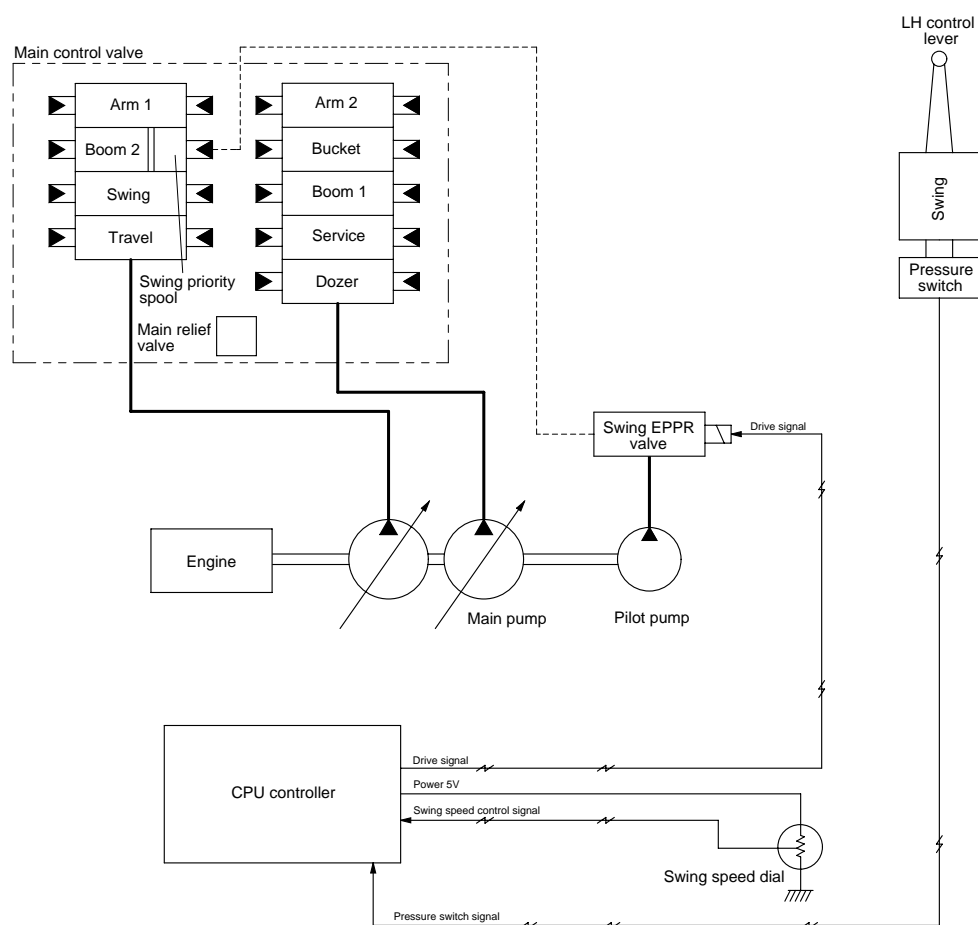 LH control
lever
Main control valve
Arm 1
Boom 2
Swing
Travel
Arm 2
Bucket
Boom 1
Service
Dozer
Swing priority
spool
Main relief
valve
Swing
Pressure
switch
Swing EPPR
valve
Drive signal
Engine
Main pump
Pilot pump
CPU controller
Drive signal
Power 5V
Swing speed control signal
Swing speed dial
Pressure switch signal